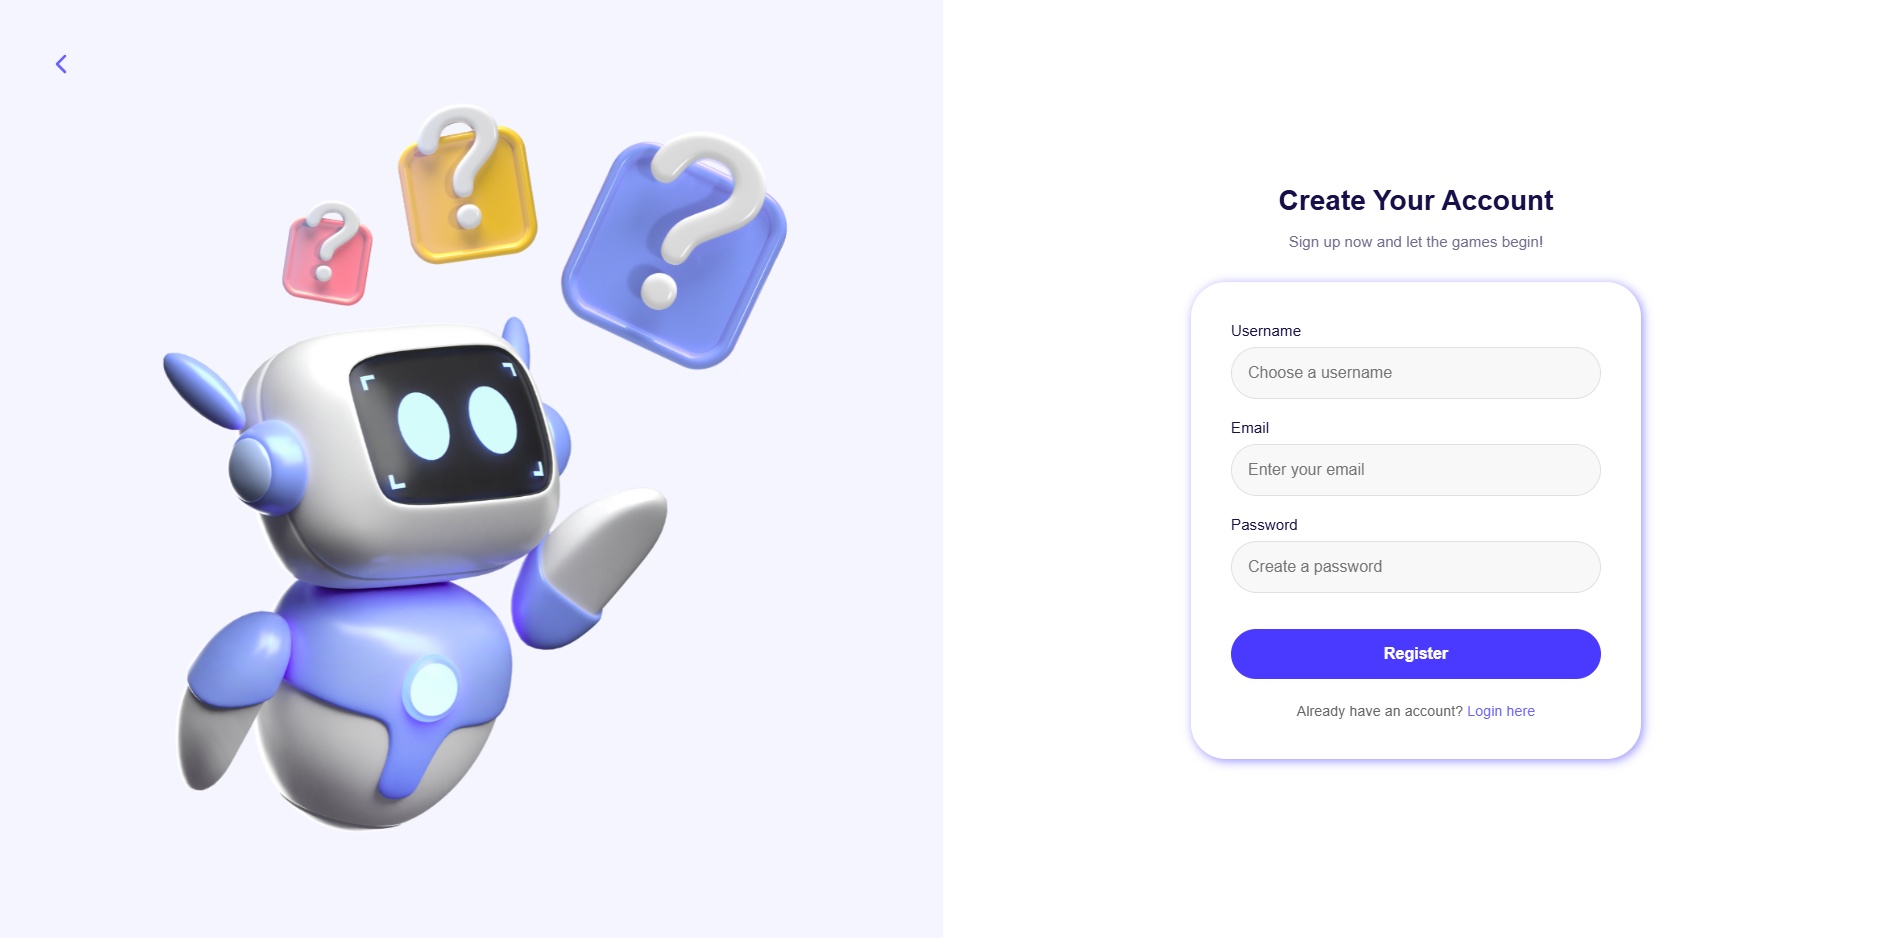 ?
?
?
Create Your Account
Sign up now and let the games begin!
Username
Choose a username
Email
Enter your email
Password
Create a password
Register
Already have an account? Login here